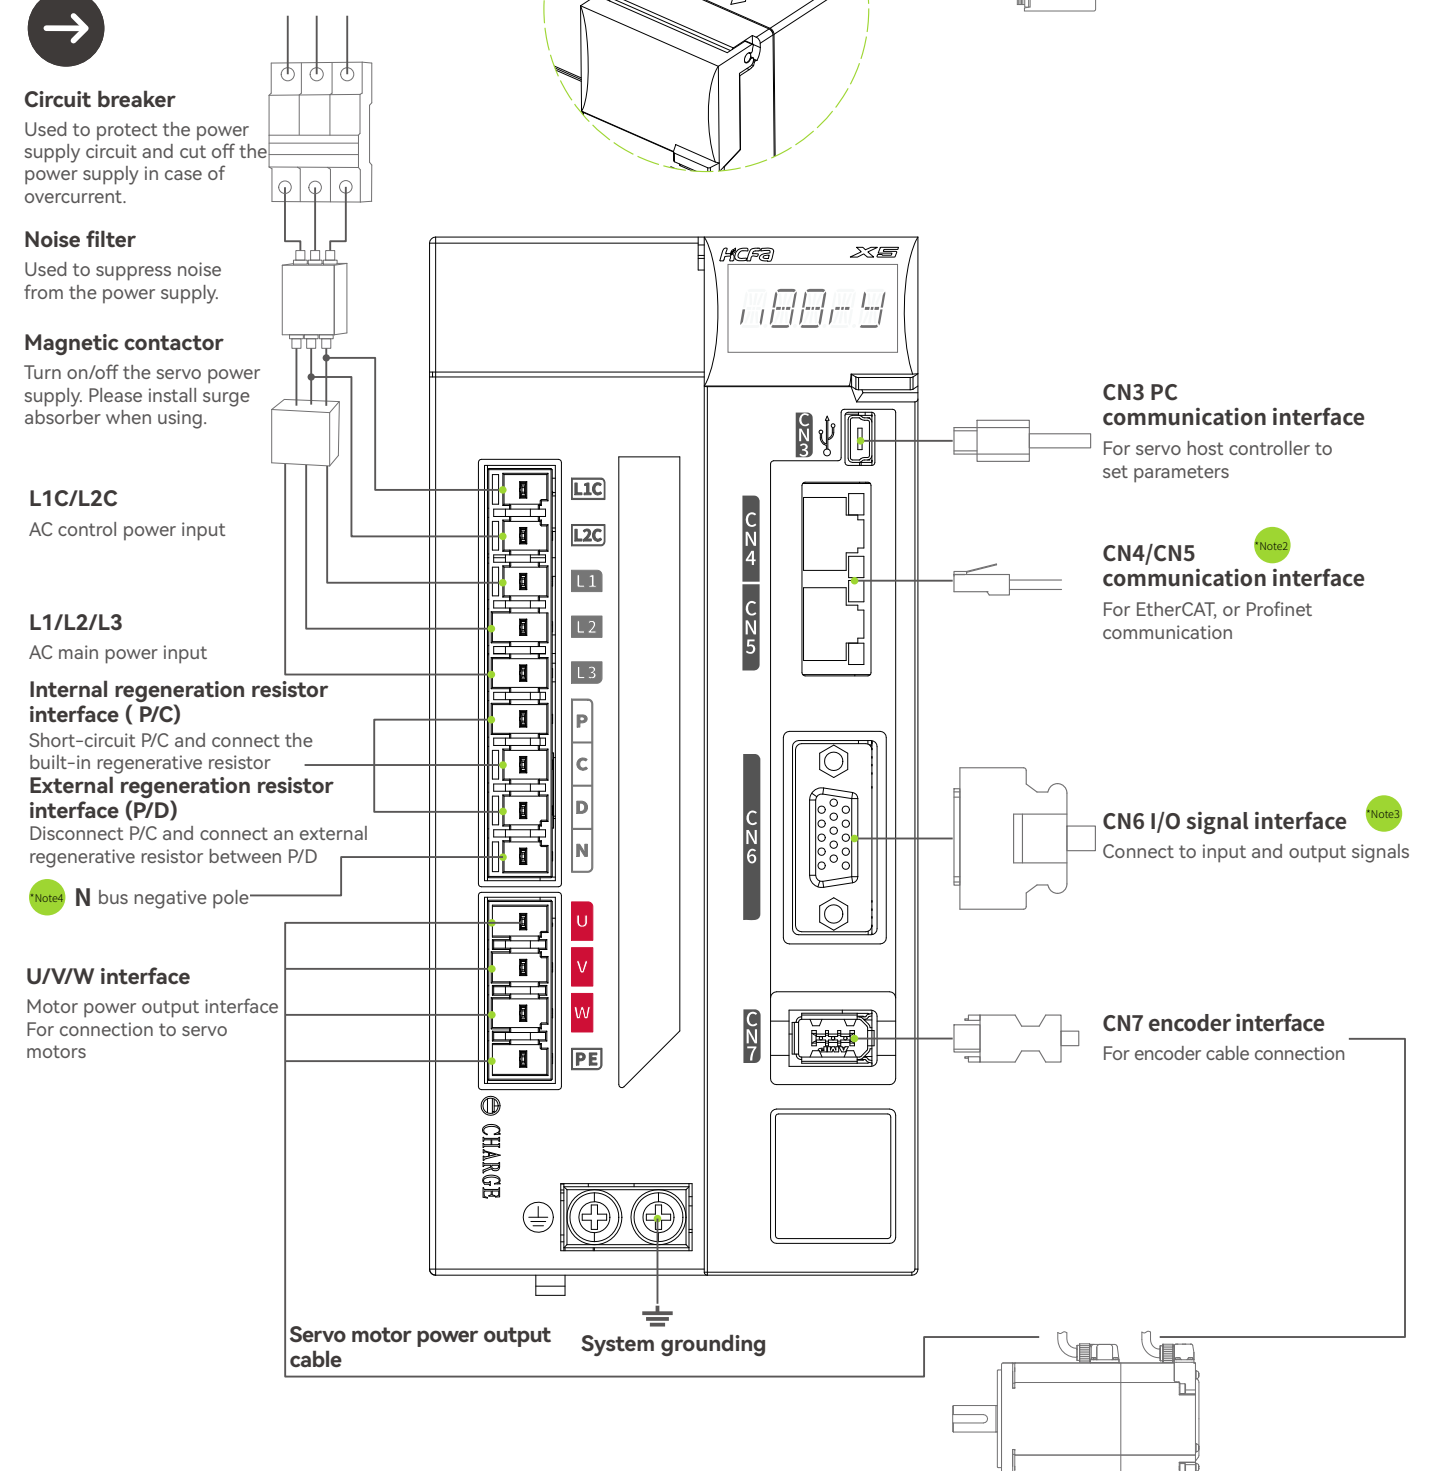 Circuit breaker
Used to protect the power
supply circuit and cut off the
power supply in case of
overcurrent.
Noise filter
Used to suppress noise
from the power supply.
Magnetic contactor
Turn on/off the servo power
supply. Please install surge
absorber when using.
L1C/L2C
AC control power input
L1/L2/L3
AC main power input
Internal regeneration resistor
interface ( P/C)
Short-circuit P/C and connect the
built-in regenerative resistor
External regeneration resistor
interface (P/D)
Disconnect P/C and connect an external
regenerative resistor between P/D
*Note4
N bus negative pole
U/V/W interface
Motor power output interface
For connection to servo
motors
HCFA
X5
L1C
L2C
L1
L2
L3
P
C
D
N
U
V
W
PE
CHARGE
CN3
CN4
CN5
CN6
CN7
CN3 PC
communication interface
For servo host controller to
set parameters
CN4/CN5
*Note2
communication interface
For EtherCAT, or Profinet
communication
CN6 I/O signal interface
*Note3
Connect to input and output signals
CN7 encoder interface
For encoder cable connection
Servo motor power output
cable
System grounding